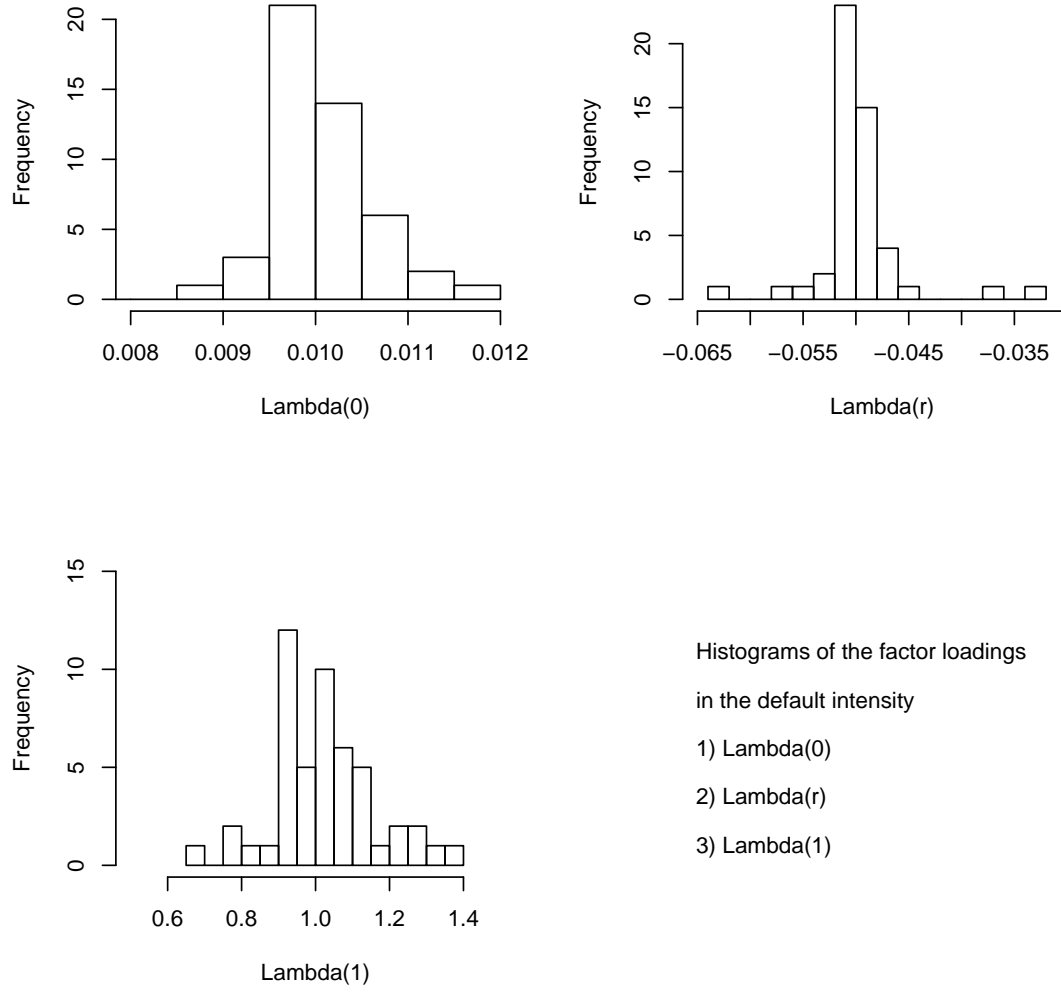 Frequency
20
15
10
5
0
0.008 0.009 0.010 0.011 0.012
Lambda(0)
Frequency
20
15
10
5
0
−0.065 −0.055 −0.045 −0.035
Lambda(r)
Frequency
15
10
5
0
0.6 0.8 1.0 1.2 1.4
Lambda(1)
Histograms of the factor loadings
in the default intensity
1) Lambda(0)
2) Lambda(r)
3) Lambda(1)